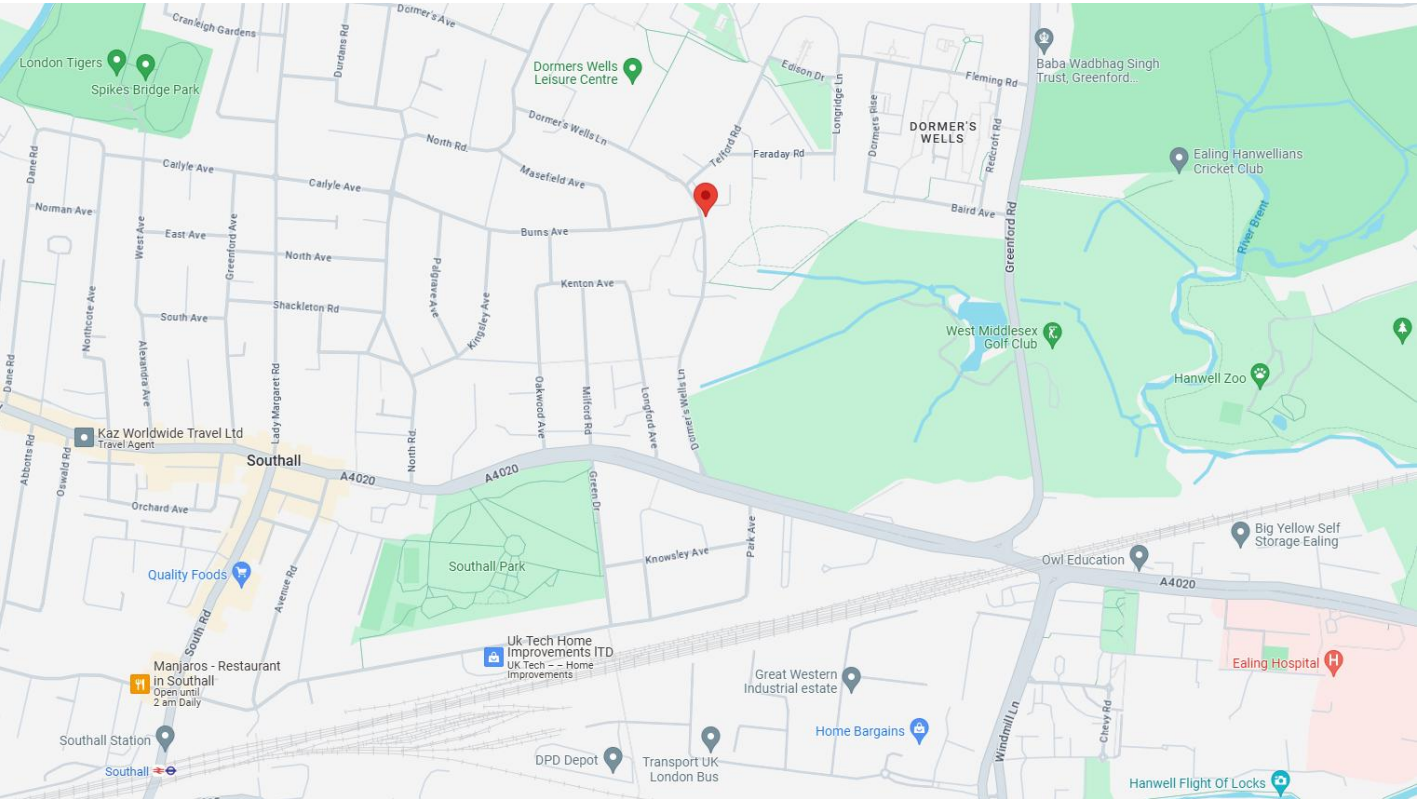 Cranleigh Gardens
Dormer's Ave
Durdans Rd
London Tigers
Spikes Bridge Park
Dormers Wells
Leisure Centre
Edison Dr
Longridge Ln
Fleming Rd
Baba Wadbhag Singh
Trust, Greenford...
Dormer's Wells Ln
North Rd.
Telford Rd
Faraday Rd
Dormers Rise
DORMER'S
WELLS
Redcroft Rd
Ealing Hanwellians
Cricket Club
Dane Rd
Carlyle Ave
Carlyle Ave
Masefield Ave
Norman Ave
West Ave
East Ave
Greenford Ave
North Ave
Burns Ave
Baird Ave
Greenford Rd
River Brent
Palgrave Ave
Kenton Ave
Northcote Ave
South Ave
Shackleton Rd
Kingsley Ave
West Middlesex
Golf Club
Dane Rd
Alexandra Ave
Lady Margaret Rd
Oakwood Ave
Milford Rd
Longford Ave
Dormer's Wells Ln
Hanwell Zoo
Kaz Worldwide Travel Ltd
Travel Agent
Abbotts Rd
Oswald Rd
Southall
North Rd.
A4020
A4020
Green Dr
Orchard Ave
Park Ave
Knowsley Ave
Big Yellow Self
Storage Ealing
Owl Education
A4020
Southall Park
Quality Foods
Avenue Rd
South Rd
Uk Tech Home
Improvements lTD
UK Tech – – Home
Improvements
Manjaros - Restaurant
in Southall
Open until
2 am Daily
Great Western
Industrial estate
Ealing Hospital
Home Bargains
Windmill Ln
Chevy Rd
Southall Station
Southall
DPD Depot
Transport UK
London Bus
Hanwell Flight Of Locks